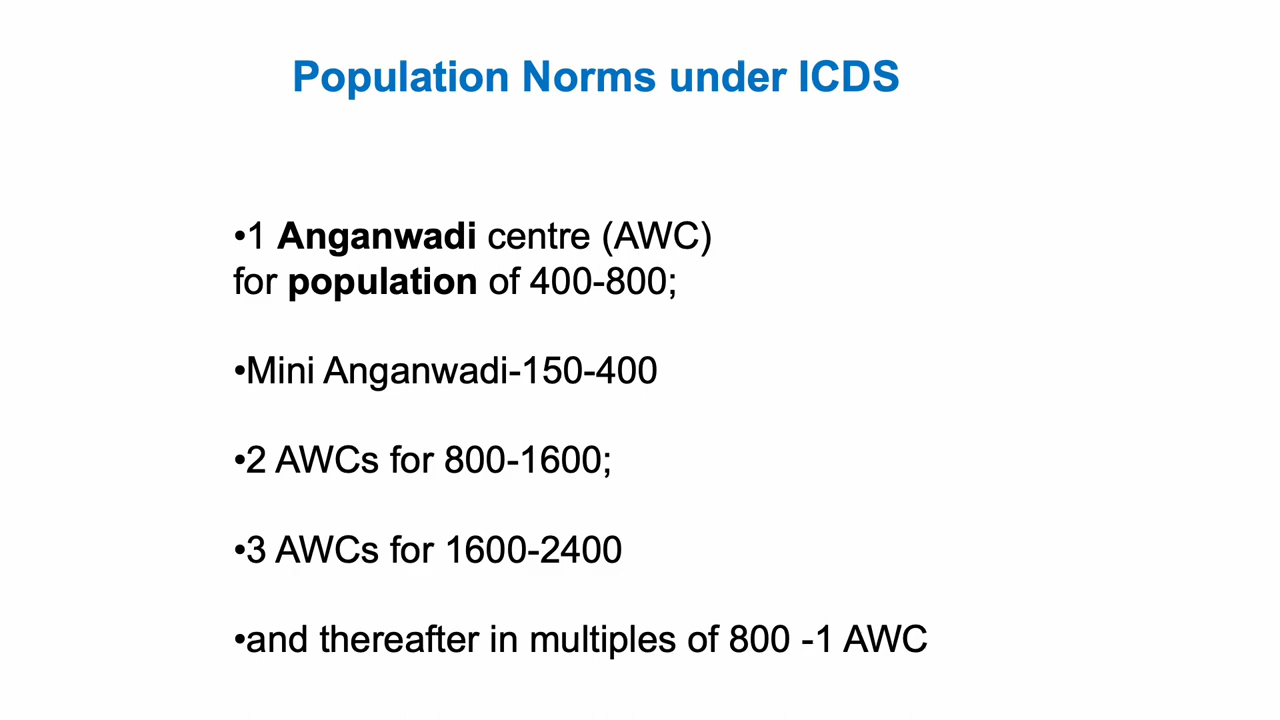 Population Norms under ICDS
•1 Anganwadi centre (AWC)
for population of 400-800;
•Mini Anganwadi-150-400
•2 AWCs for 800-1600;
•3 AWCs for 1600-2400
•and thereafter in multiples of 800 -1 AWC